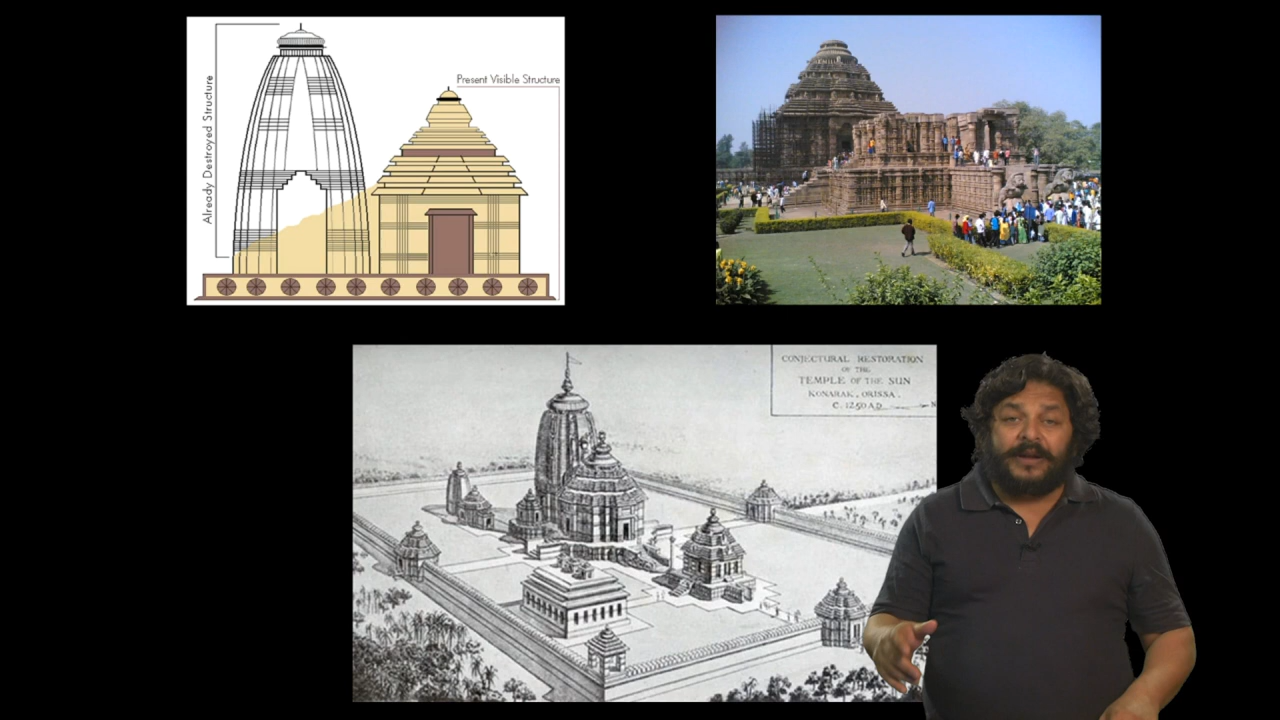 Already Destroyed Structure
Present Visible Structure
CONJECTURAL RESTORATION
OF THE
TEMPLE OF THE SUN
KONARAK, ORISSA.
C. 1250 A.D
N